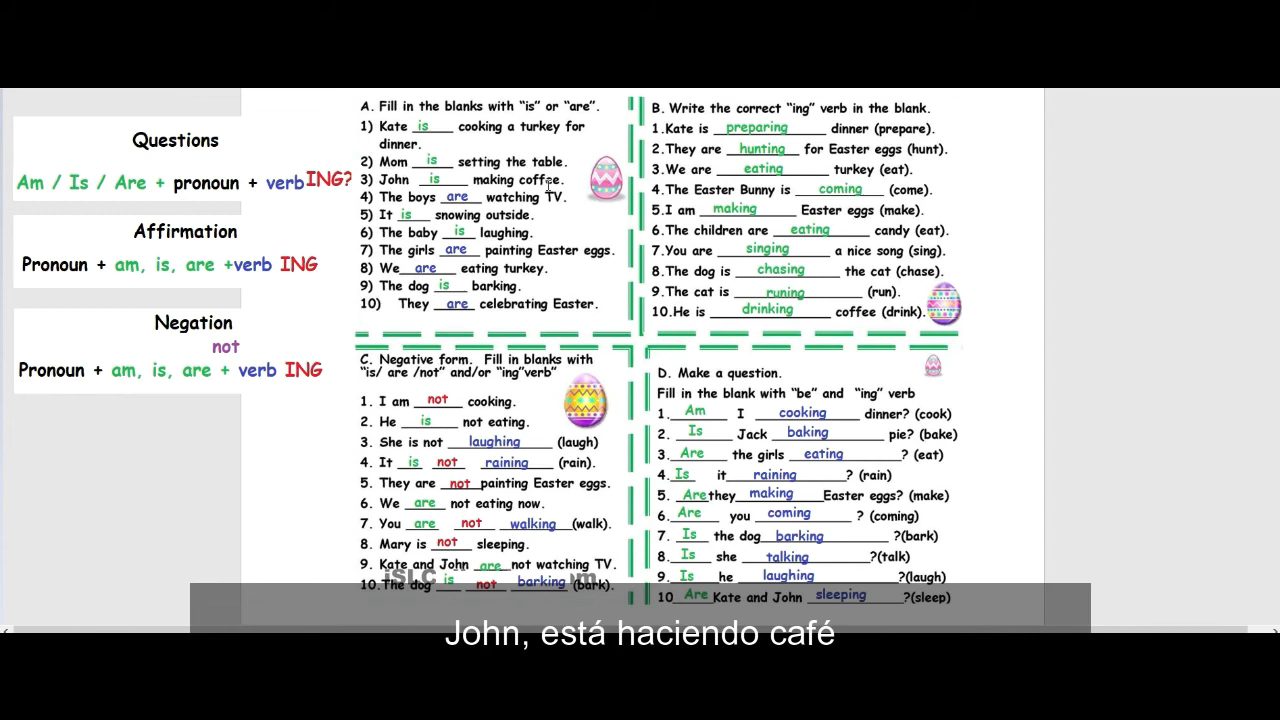 Questions
Am / Is / Are + pronoun + verb ING?
Affirmation
Pronoun + am, is, are +verb ING
Negation
not
Pronoun + am, is, are + verb ING
A. Fill in the blanks with “is” or “are”.
1) Kate is cooking a turkey for
dinner.
2) Mom is setting the table.
3) John is making coffee.
4) The boys are watching TV.
5) It is snowing outside.
6) The baby is laughing.
7) The girls are painting Easter eggs.
8) We are eating turkey.
9) The dog is barking.
10) They are celebrating Easter.
B. Write the correct “ing” verb in the blank.
1.Kate is preparing dinner (prepare).
2.They are hunting for Easter eggs (hunt).
3.We are eating turkey (eat).
4.The Easter Bunny is coming (come).
5.I am making Easter eggs (make).
6.The children are eating candy (eat).
7.You are singing a nice song (sing).
8.The dog is chasing the cat (chase).
9.The cat is runing (run).
10.He is drinking coffee (drink).
C. Negative form. Fill in blanks with
“is/ are /not” and/or “ing”verb”
1. I am not cooking.
2. He is not eating.
3. She is not laughing (laugh)
4. It is not raining (rain).
5. They are not painting Easter eggs.
6. We are not eating now.
7. You are not walking (walk).
8. Mary is not sleeping.
9. Kate and John are not watching TV.
10.The dog is not barking (bark).
D. Make a question.
Fill in the blank with “be” and “ing” verb
1. Am I cooking dinner? (cook)
2. Is Jack baking pie? (bake)
3. Are the girls eating ? (eat)
4. Is it raining ? (rain)
5. Are they making Easter eggs? (make)
6. Are you coming ? (coming)
7. Is the dog barking ?(bark)
8. Is she talking ?(talk)
9. Is he laughing ?(laugh)
10 Are Kate and John sleeping ?(sleep)
John, está haciendo café